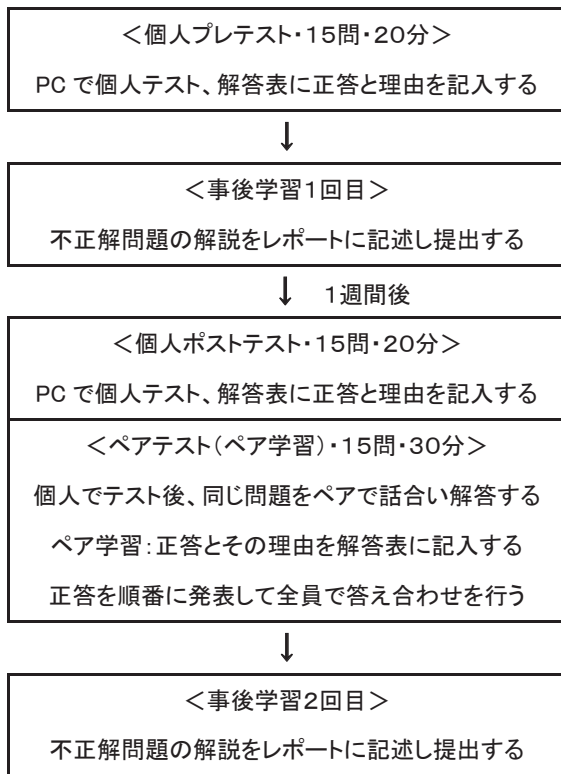 ＜個人プレテスト・１５問・２０分＞
PC で個人テスト、解答表に正答と理由を記入する
↓
＜事後学習１回目＞
不正解問題の解説をレポートに記述し提出する
↓ １週間後
＜個人ポストテスト・１５問・２０分＞
PC で個人テスト、解答表に正答と理由を記入する
＜ペアテスト（ペア学習）・１５問・３０分＞
個人でテスト後、同じ問題をペアで話合い解答する
ペア学習：正答とその理由を解答表に記入する
正答を順番に発表して全員で答え合わせを行う
↓
＜事後学習２回目＞
不正解問題の解説をレポートに記述し提出する